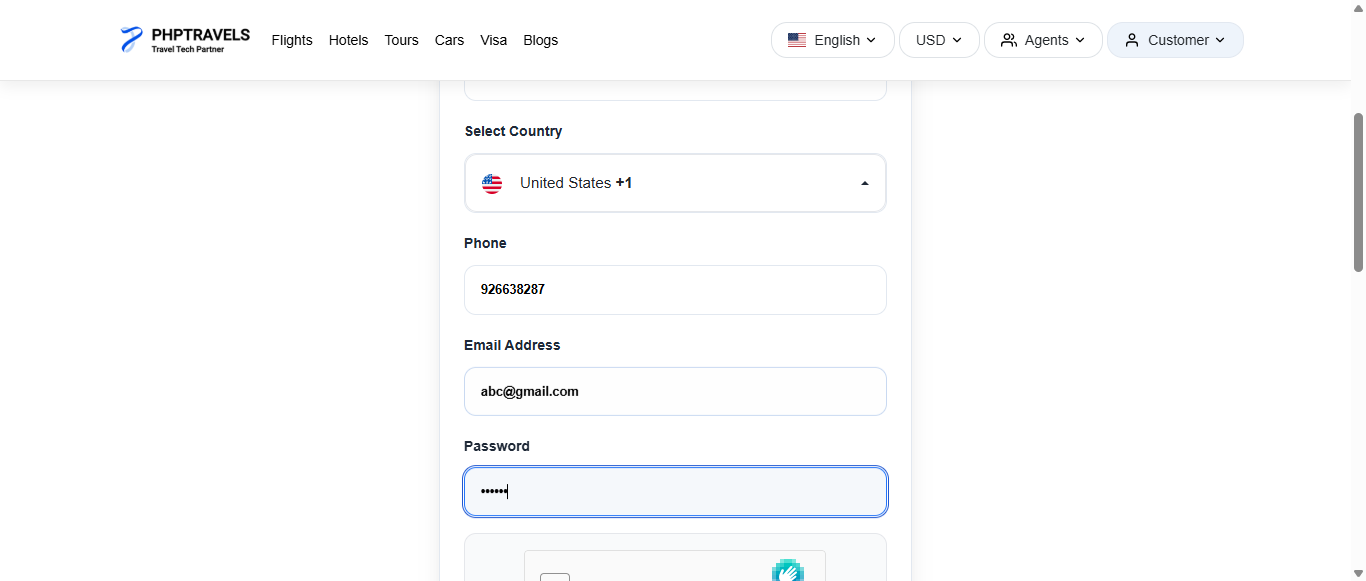 PHPTRAVELS
Travel Tech Partner
Flights Hotels Tours Cars Visa Blogs
English USD Agents Customer
Select Country
United States +1
Phone
926638287
Email Address
abc@gmail.com
Password
••••••